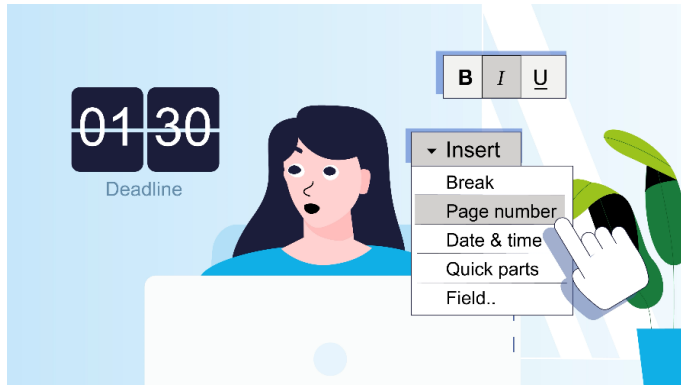 01 30
Deadline
B I U
Insert
Break
Page number
Date & time
Quick parts
Field..